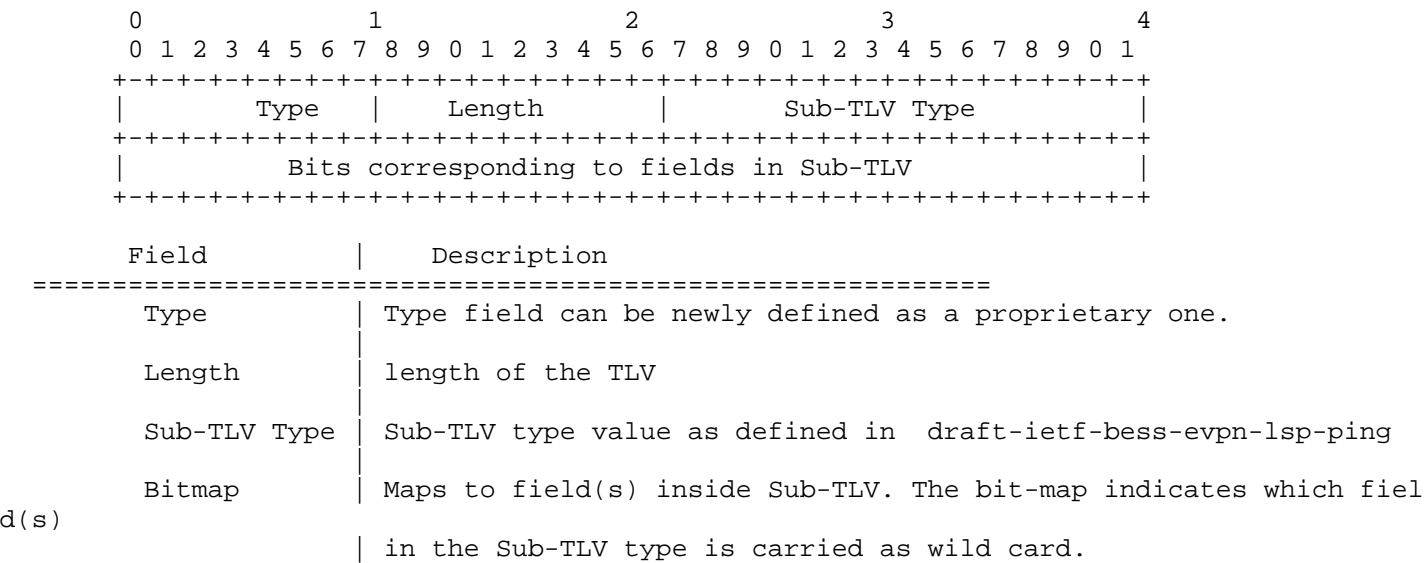 0                   1                   2                   3                   4
0 1 2 3 4 5 6 7 8 9 0 1 2 3 4 5 6 7 8 9 0 1 2 3 4 5 6 7 8 9 0 1
+-+-+-+-+-+-+-+-+-+-+-+-+-+-+-+-+-+-+-+-+-+-+-+-+-+-+-+-+-+-+-+-+
|        Type   |    Length       |       Sub-TLV Type          |
+-+-+-+-+-+-+-+-+-+-+-+-+-+-+-+-+-+-+-+-+-+-+-+-+-+-+-+-+-+-+-+-+
|          Bits corresponding to fields in Sub-TLV              |
+-+-+-+-+-+-+-+-+-+-+-+-+-+-+-+-+-+-+-+-+-+-+-+-+-+-+-+-+-+-+-+-+
Field         |    Description
============================================================
Type          | Type field can be newly defined as a proprietary one.
|
Length        | length of the TLV
|
Sub-TLV Type | Sub-TLV type value as defined in  draft-ietf-bess-evpn-lsp-ping
|
Bitmap        | Maps to field(s) inside Sub-TLV. The bit-map indicates which fiel
d(s)
| in the Sub-TLV type is carried as wild card.